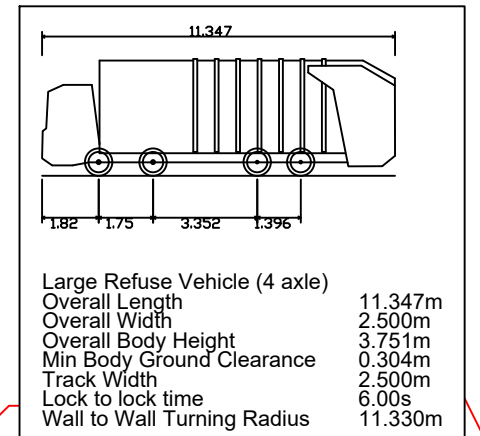 11.347
1.82 1.75 3.352 1.396
Large Refuse Vehicle (4 axle)
Overall Length 11.347m
Overall Width 2.500m
Overall Body Height 3.751m
Min Body Ground Clearance 0.304m
Track Width 2.500m
Lock to lock time 6.00s
Wall to Wall Turning Radius 11.330m